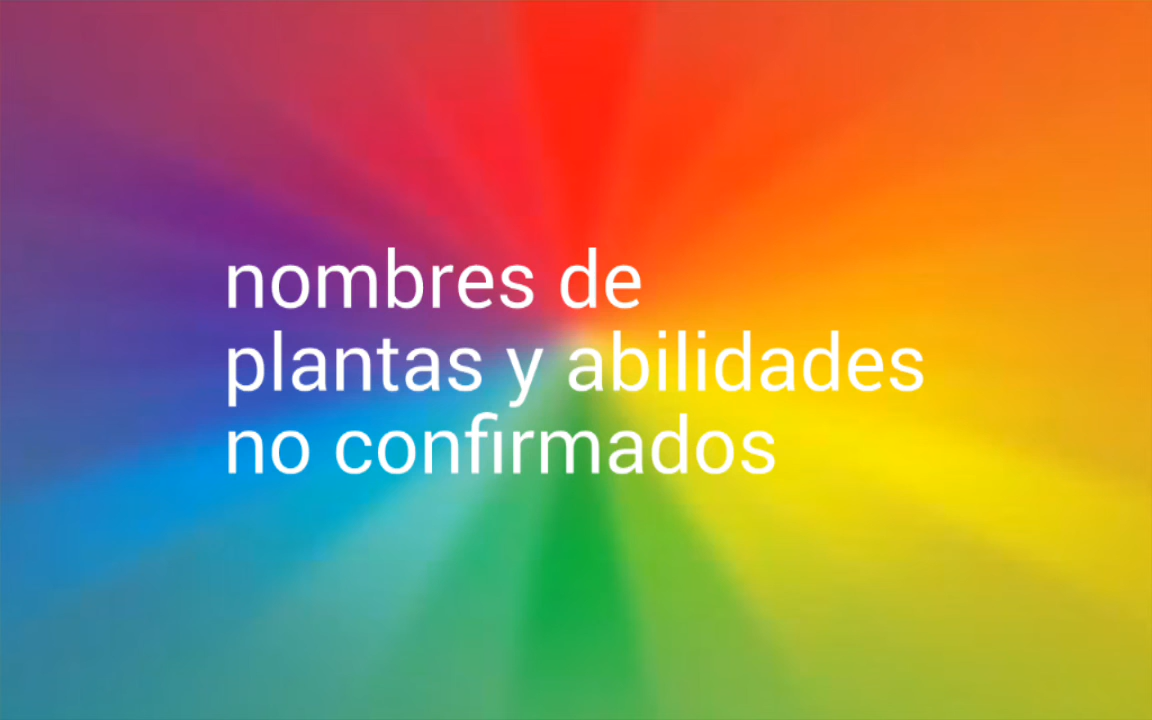 nombres de
plantas y abilidades
no confirmados